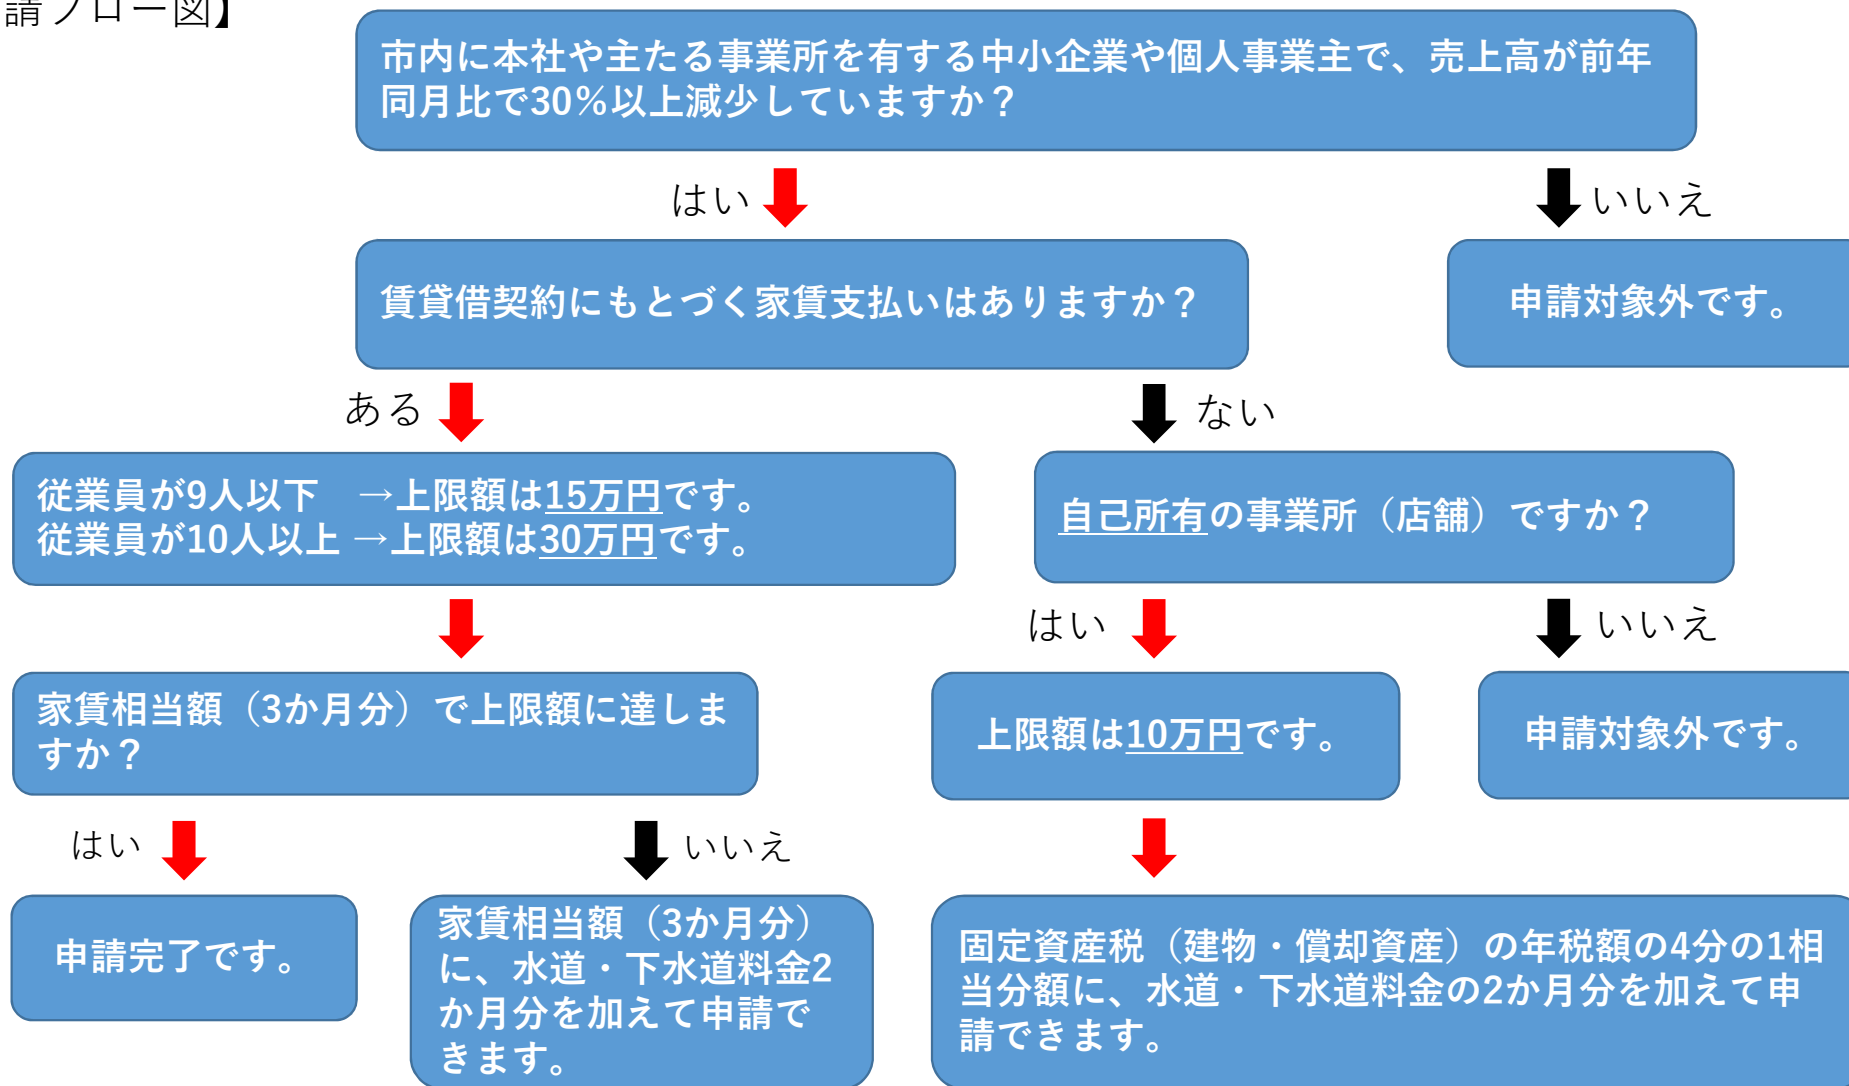 請フロー図】
市内に本社や主たる事業所を有する中小企業や個人事業主で、売上高が前年
同月比で30%以上減少していますか？
はい
いいえ
賃貸借契約にもとづく家賃支払いはありますか？
申請対象外です。
ある
ない
従業員が9人以下　→上限額は15万円です。
従業員が10人以上 →上限額は30万円です。
自己所有の事業所（店舗）ですか？
はい
いいえ
家賃相当額（3か月分）で上限額に達しま
すか？
上限額は10万円です。
申請対象外です。
はい
いいえ
申請完了です。
家賃相当額（3か月分）
に、水道・下水道料金2
か月分を加えて申請で
きます。
固定資産税（建物・償却資産）の年税額の4分の1相
当分額に、水道・下水道料金の2か月分を加えて申
請できます。